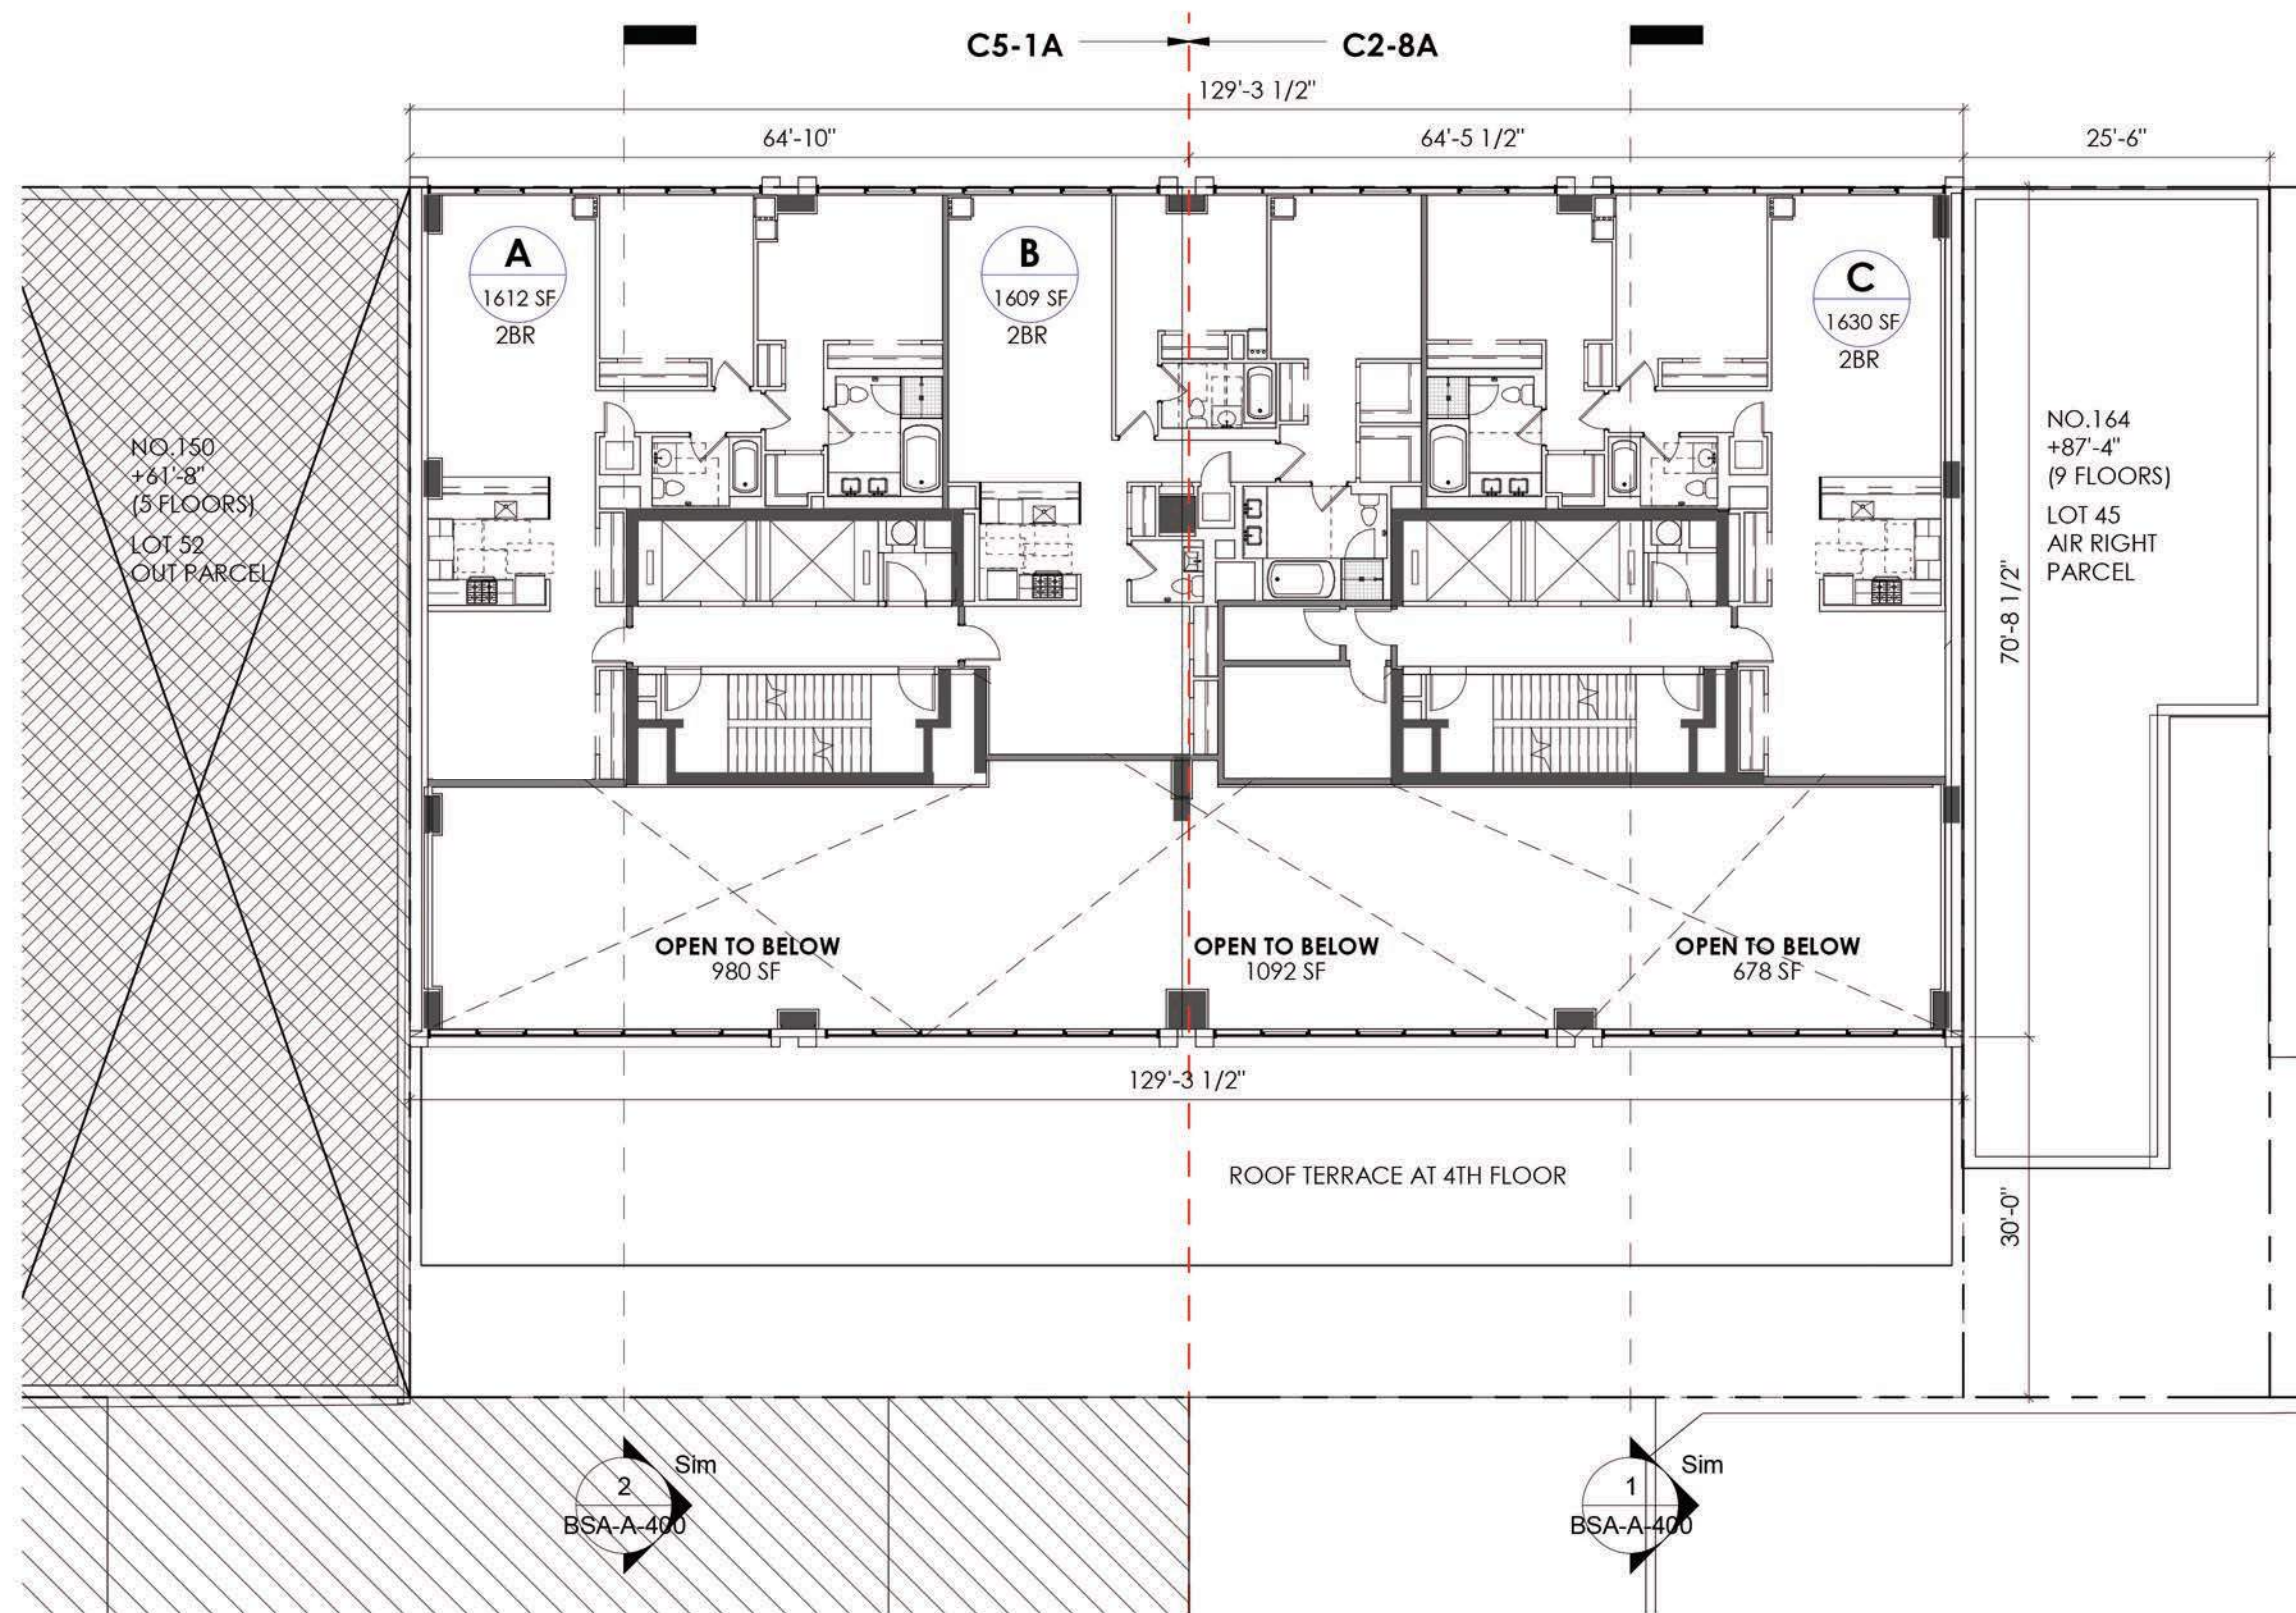 C5-1A
C2-8A
129'-3 1/2"
64'-10"
64'-5 1/2"
25'-6"
A
1612 SF
2BR
B
1609 SF
2BR
C
1630 SF
2BR
NO.150
+61'-8"
(5 FLOORS)
LOT 52
OUT PARCEL
NO.164
+87'-4"
(9 FLOORS)
LOT 45
AIR RIGHT
PARCEL
70'-8 1/2"
OPEN TO BELOW
980 SF
OPEN TO BELOW
1092 SF
OPEN TO BELOW
678 SF
129'-3 1/2"
ROOF TERRACE AT 4TH FLOOR
30'-0"
2
BSA-A-400
Sim
1
BSA-A-400
Sim